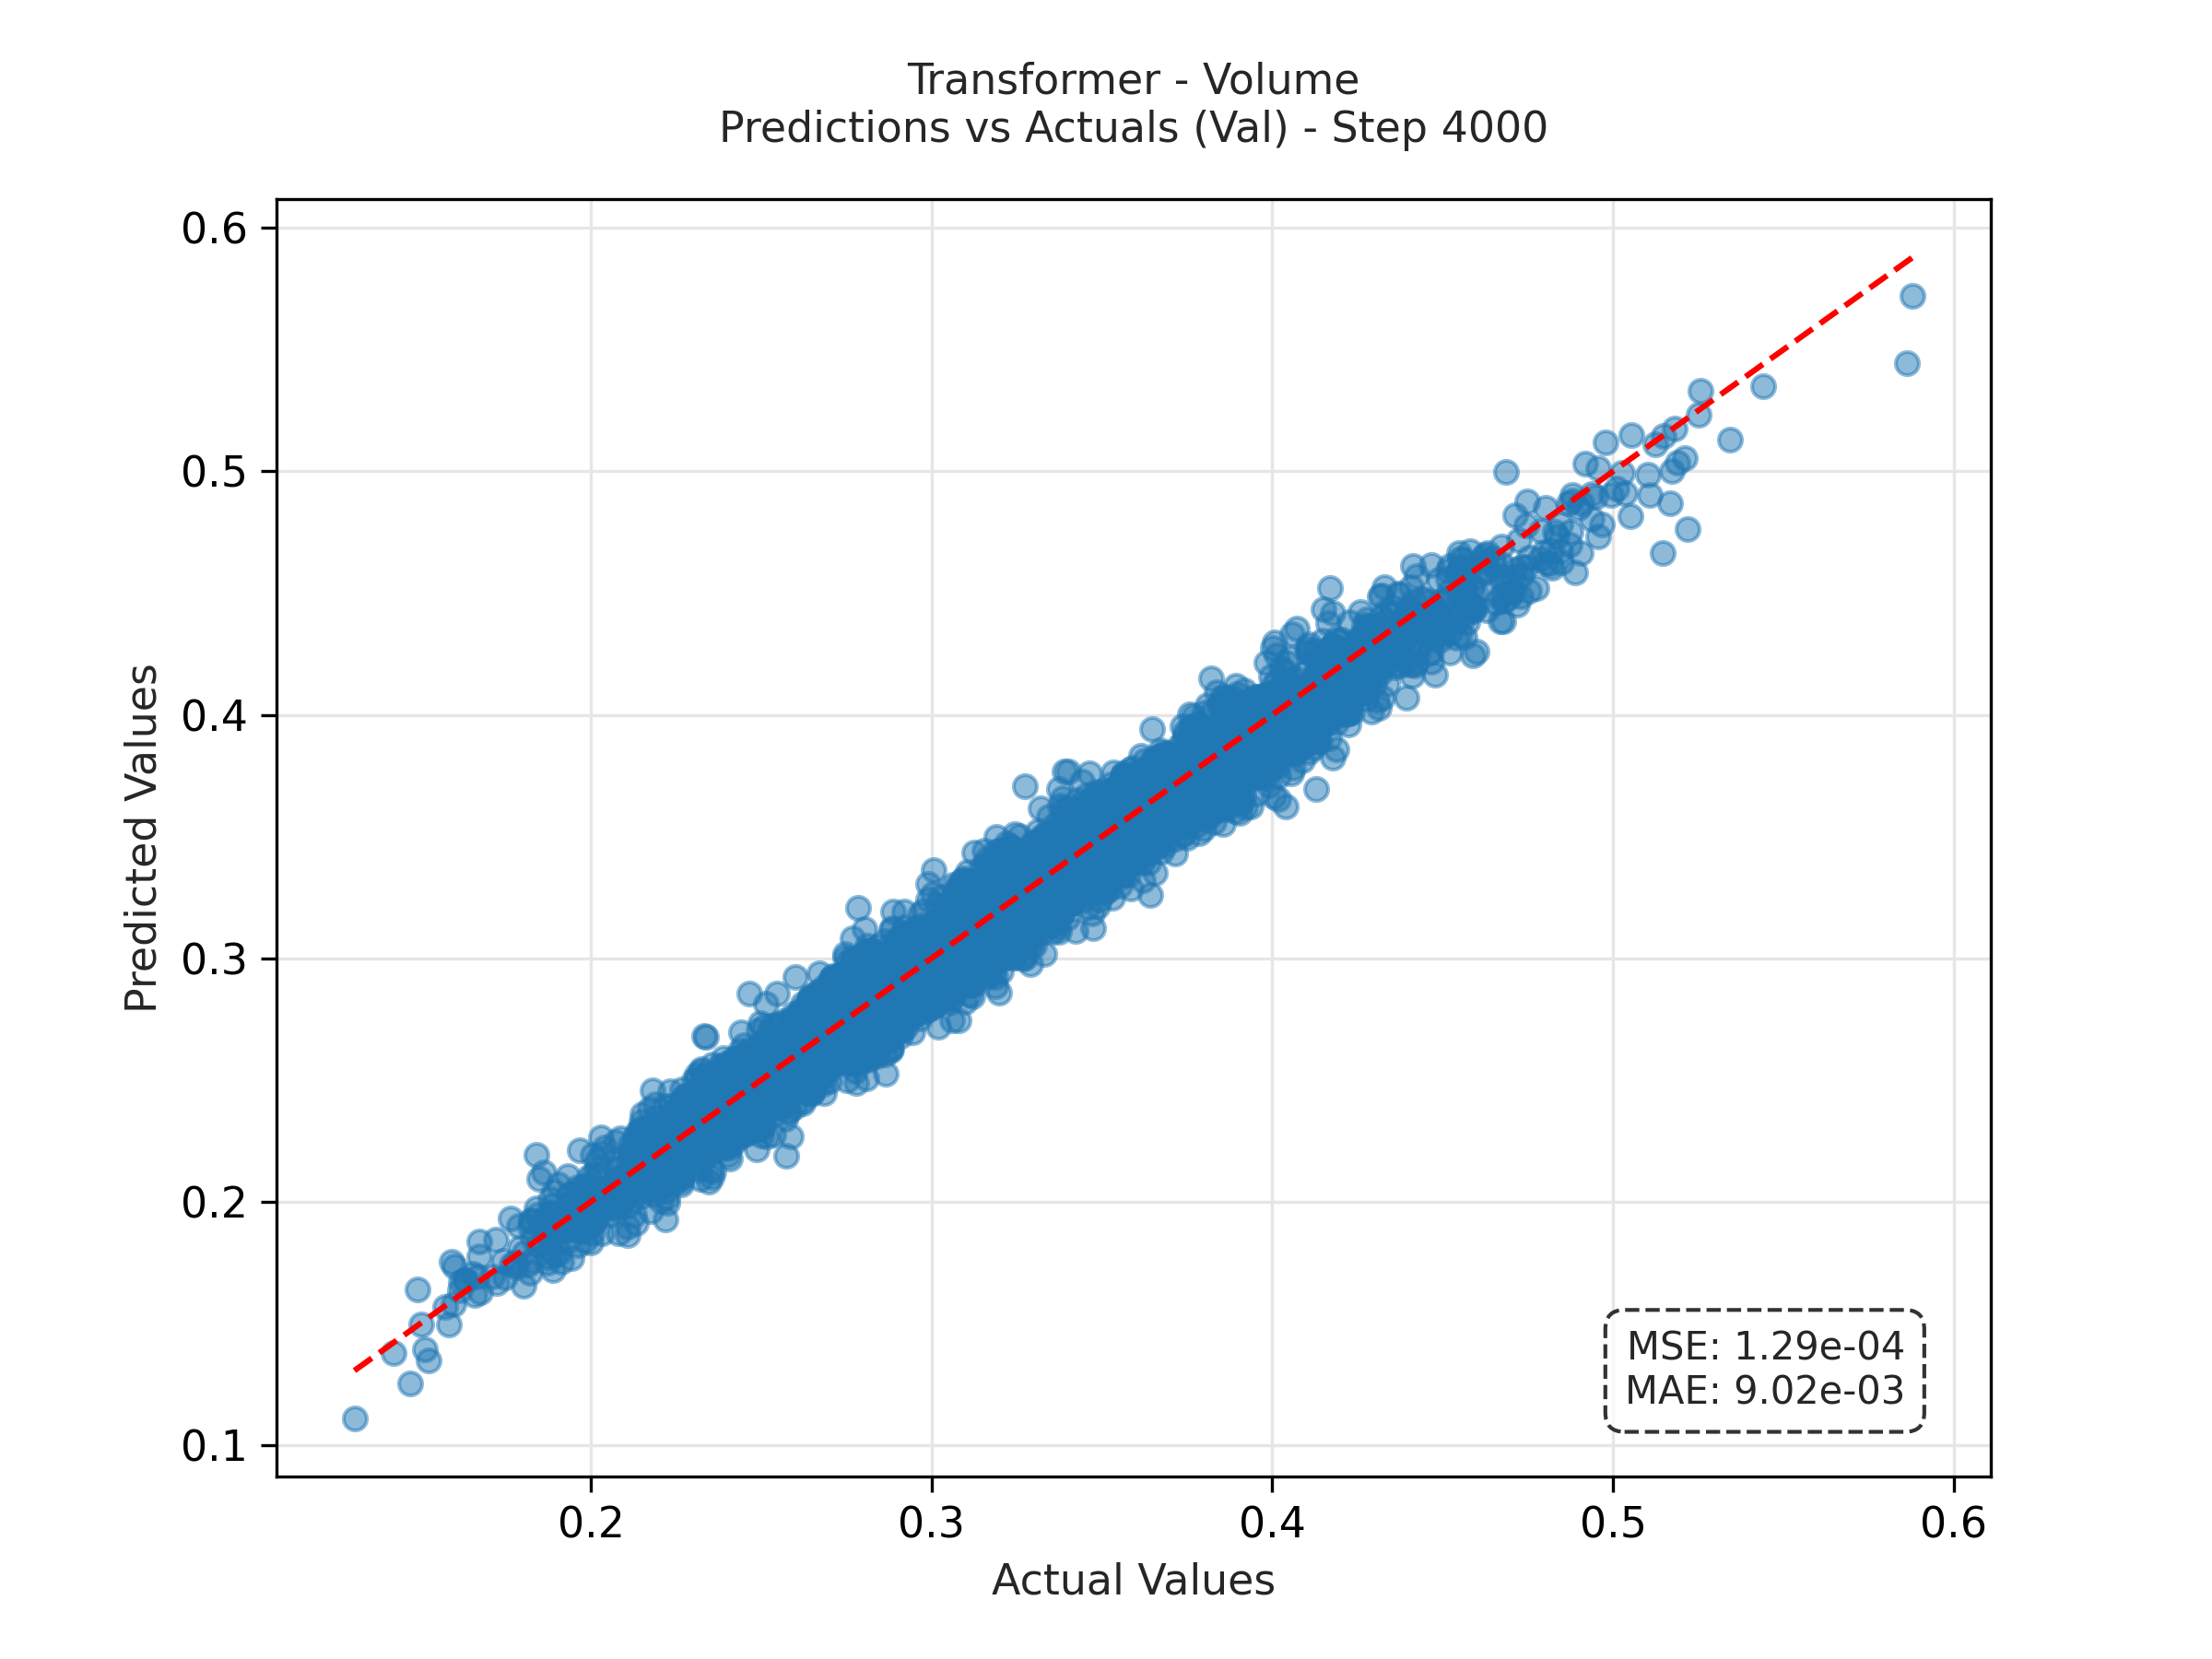 Transformer - Volume
Predictions vs Actuals (Val) - Step 4000
Predicted Values
0.6
0.5
0.4
0.3
0.2
0.1
MSE: 1.29e-04
MAE: 9.02e-03
0.2
0.3
0.4
0.5
0.6
Actual Values